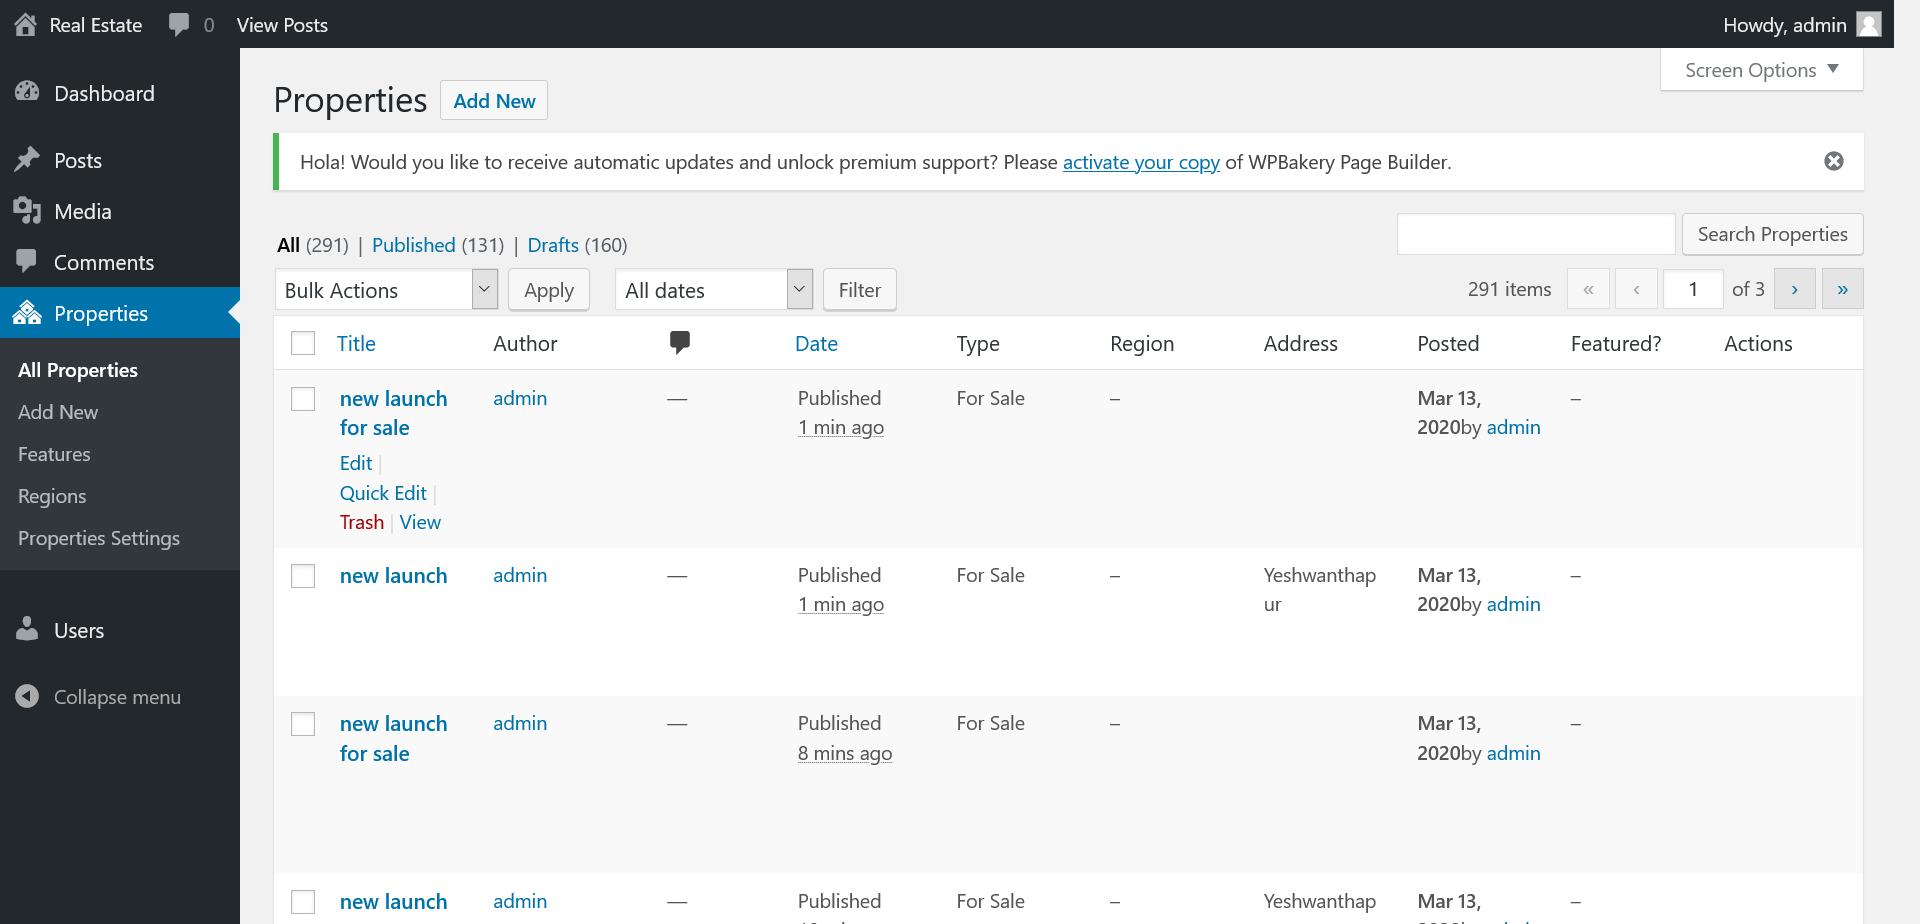 Real Estate 0 View Posts Howdy, admin
Screen Options ▼
Dashboard
Posts
Media
Comments
Properties
All Properties
Add New
Features
Regions
Properties Settings
Users
Collapse menu
Properties Add New
Hola! Would you like to receive automatic updates and unlock premium support? Please activate your copy of WPBakery Page Builder.
All (291) | Published (131) | Drafts (160)
Search Properties
Bulk Actions Apply All dates Filter 291 items « ‹ 1 of 3 › »
Title Author Date Type Region Address Posted Featured? Actions
new launch admin — Published For Sale – Mar 13, –
for sale 1 min ago 2020by admin
Edit |
Quick Edit |
Trash | View
new launch admin — Published For Sale – Yeshwanthap Mar 13, –
1 min ago ur 2020by admin
new launch admin — Published For Sale – Mar 13, –
for sale 8 mins ago 2020by admin
new launch admin — Published For Sale – Yeshwanthap Mar 13, –